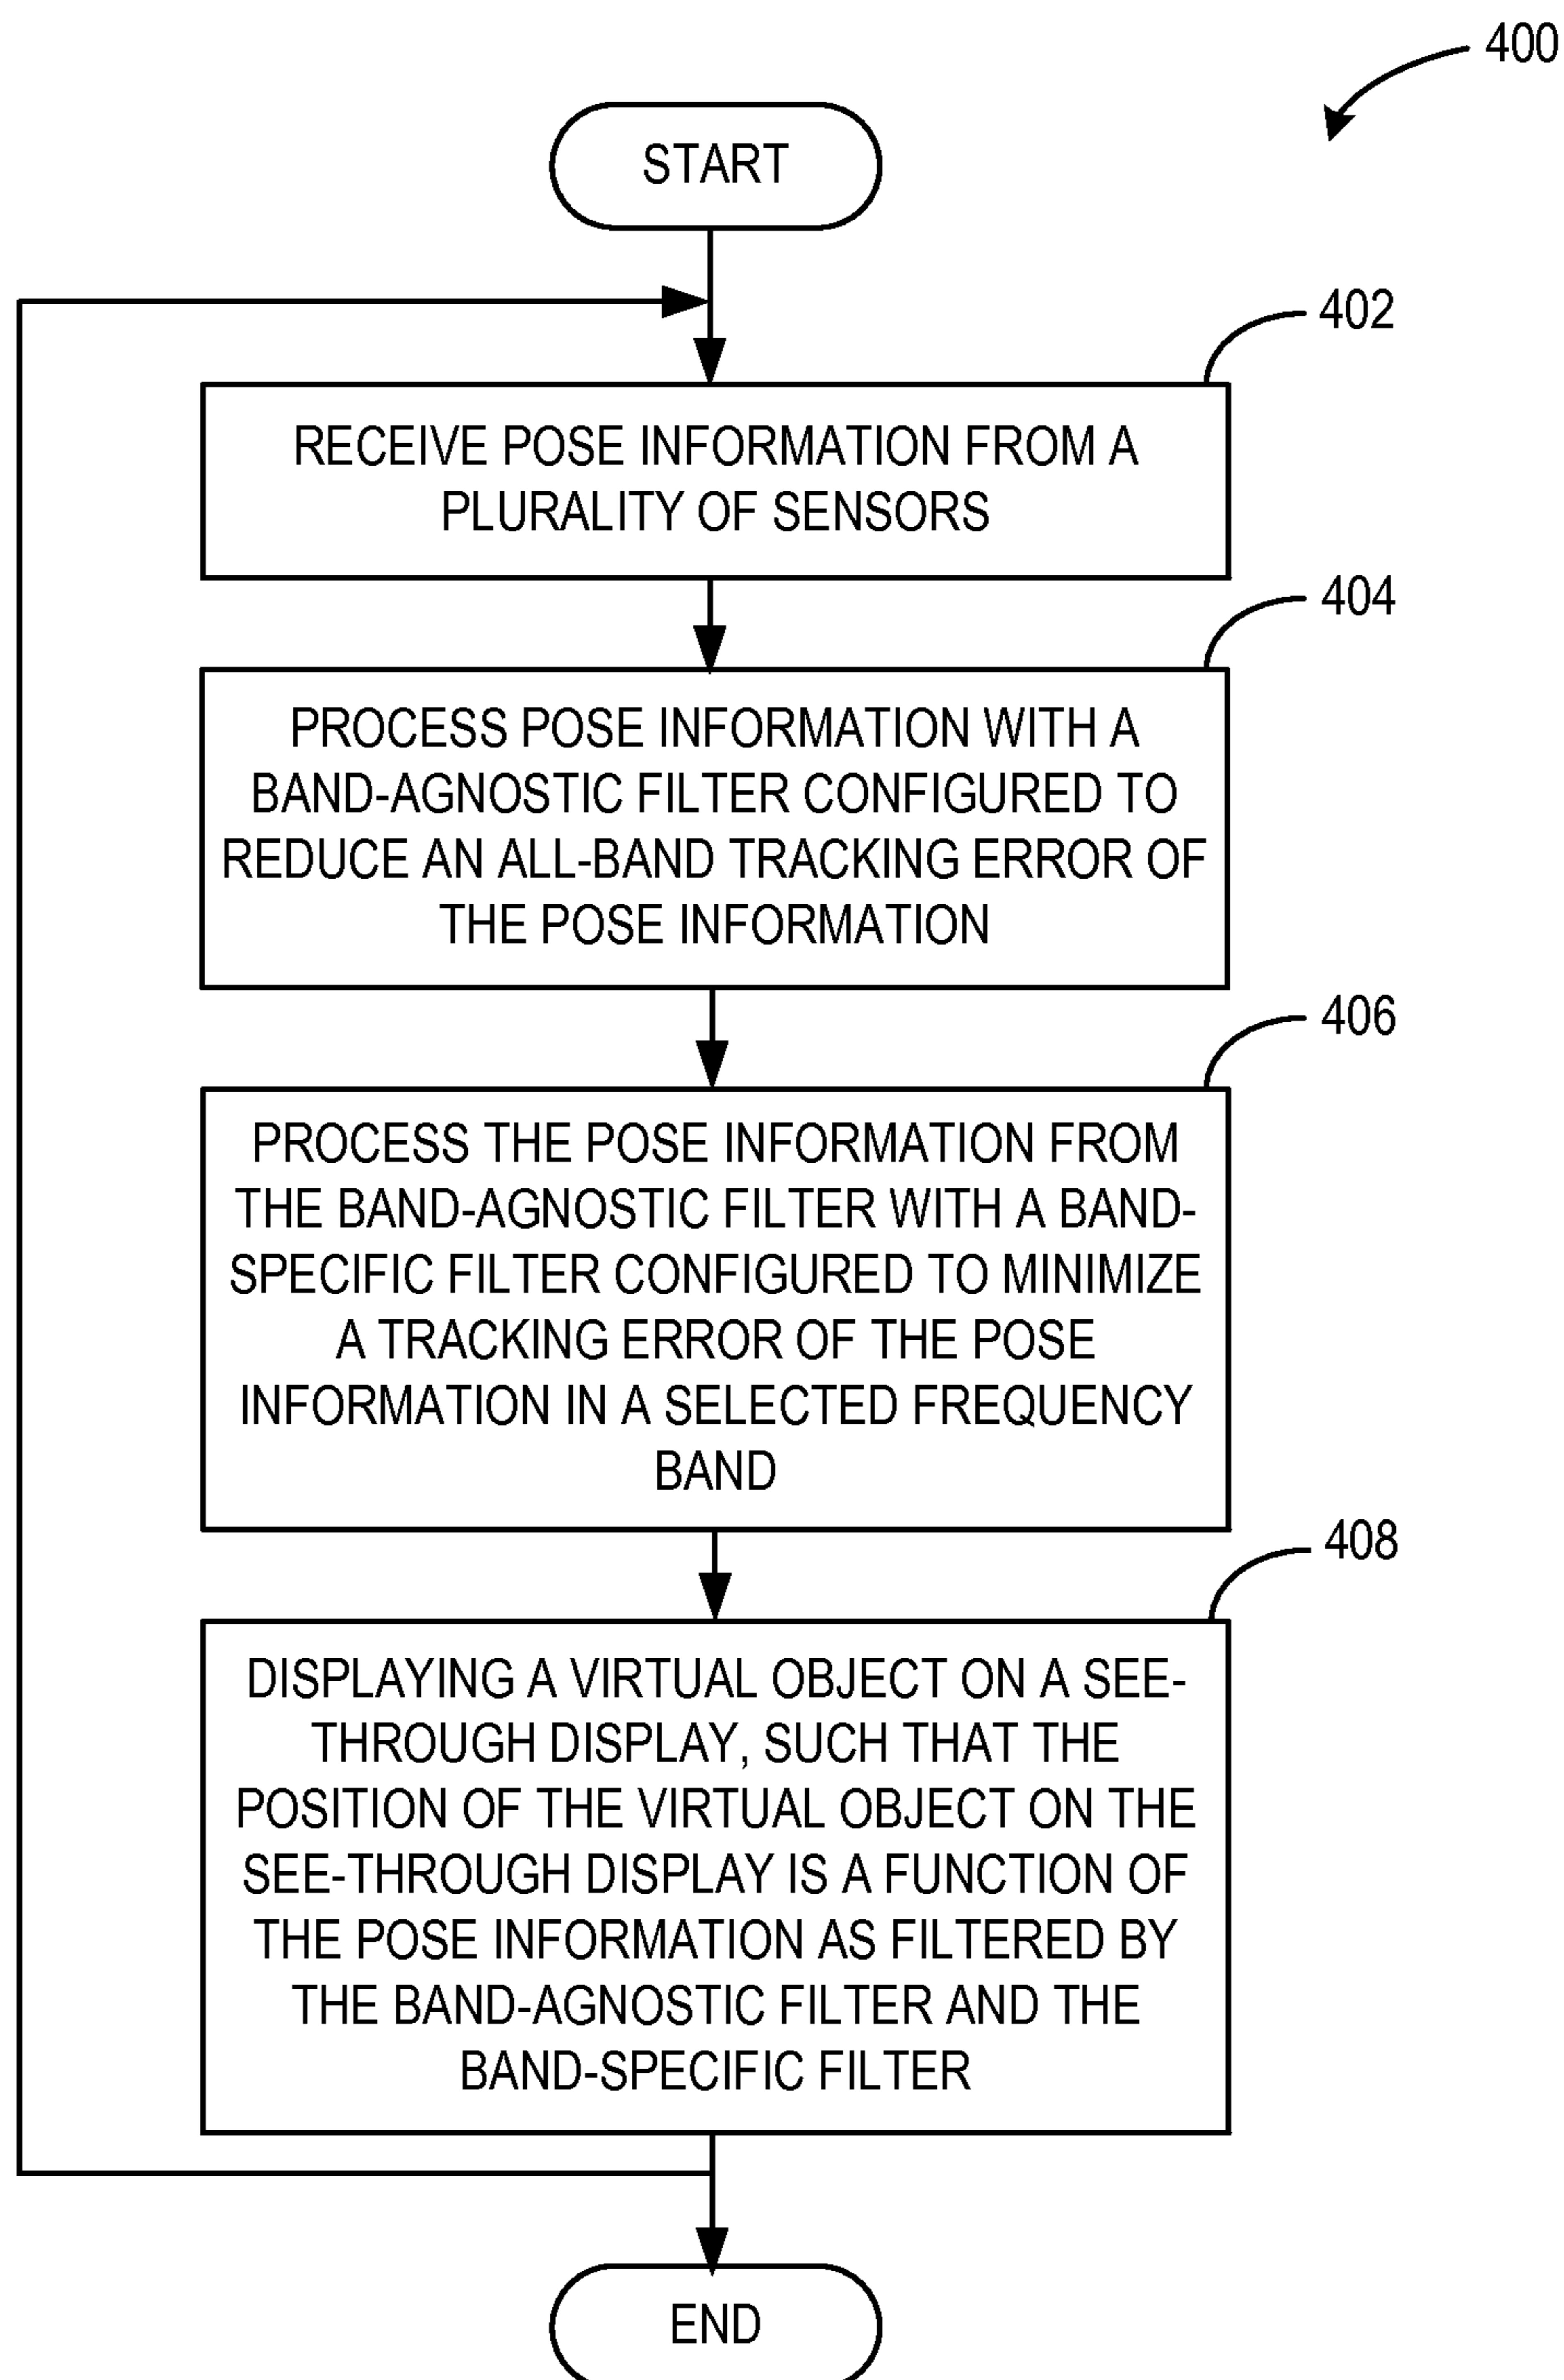 400
START
402
RECEIVE POSE INFORMATION FROM A
PLURALITY OF SENSORS
404
PROCESS POSE INFORMATION WITH A
BAND-AGNOSTIC FILTER CONFIGURED TO
REDUCE AN ALL-BAND TRACKING ERROR OF
THE POSE INFORMATION
406
PROCESS THE POSE INFORMATION FROM
THE BAND-AGNOSTIC FILTER WITH A BAND-
SPECIFIC FILTER CONFIGURED TO MINIMIZE
A TRACKING ERROR OF THE POSE
INFORMATION IN A SELECTED FREQUENCY
BAND
408
DISPLAYING A VIRTUAL OBJECT ON A SEE-
THROUGH DISPLAY, SUCH THAT THE
POSITION OF THE VIRTUAL OBJECT ON THE
SEE-THROUGH DISPLAY IS A FUNCTION OF
THE POSE INFORMATION AS FILTERED BY
THE BAND-AGNOSTIC FILTER AND THE
BAND-SPECIFIC FILTER
END